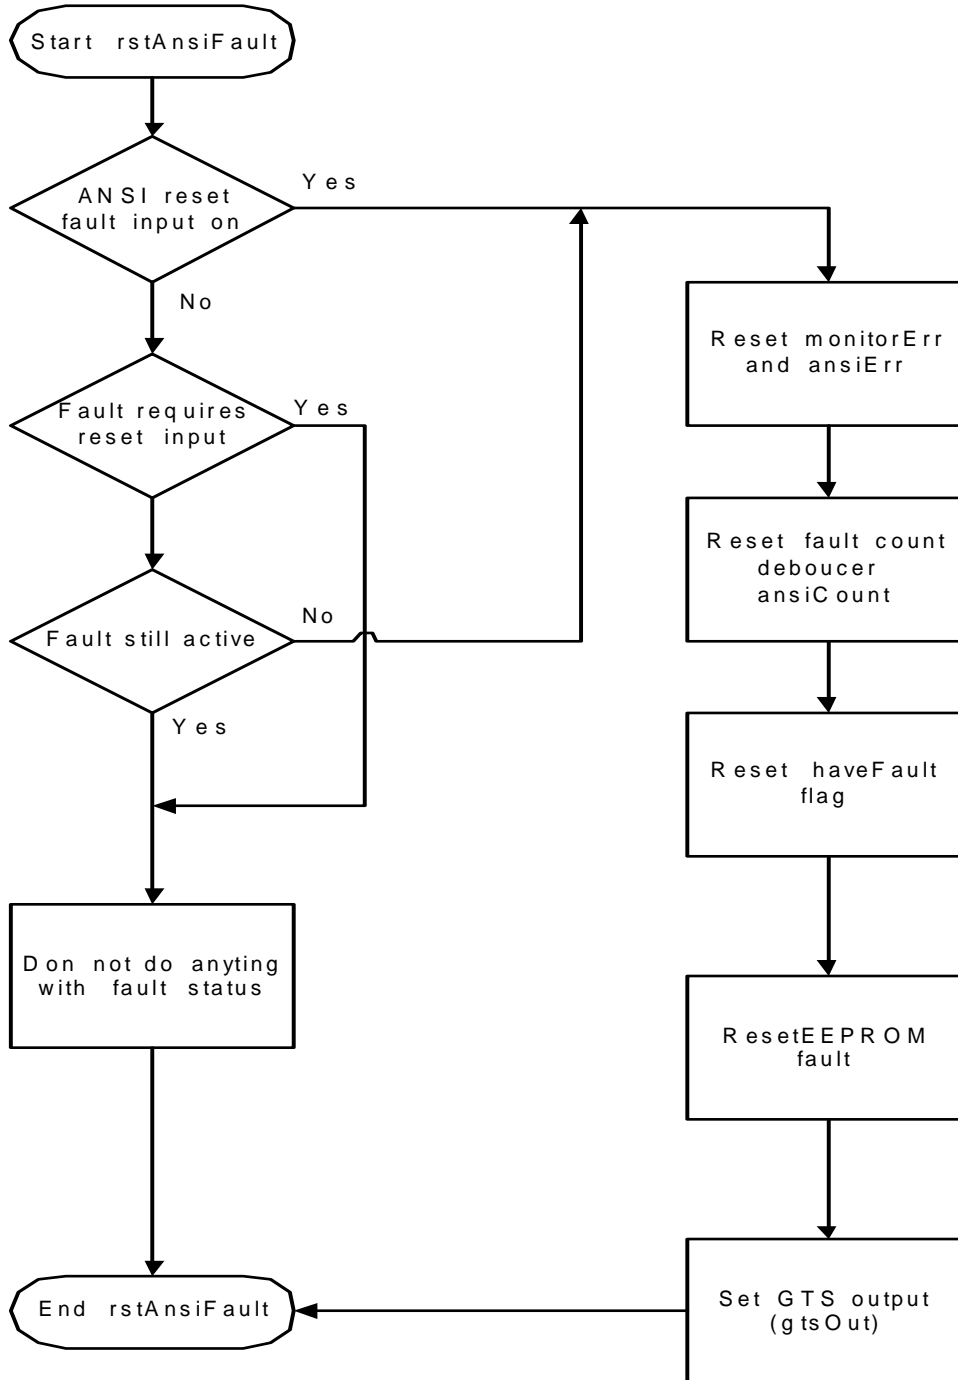 Start rstAnsiFault
ANSI reset
fault input on
Yes
No
Reset monitorErr
and ansiErr
Fault requires
reset input
Yes
Reset fault count
deboucer
ansiCount
Fault still active
No
Yes
Reset haveFault
flag
Don not do anyting
with fault status
ResetEEPROM
fault
End rstAnsiFault
Set GTS output
(gtsOut)